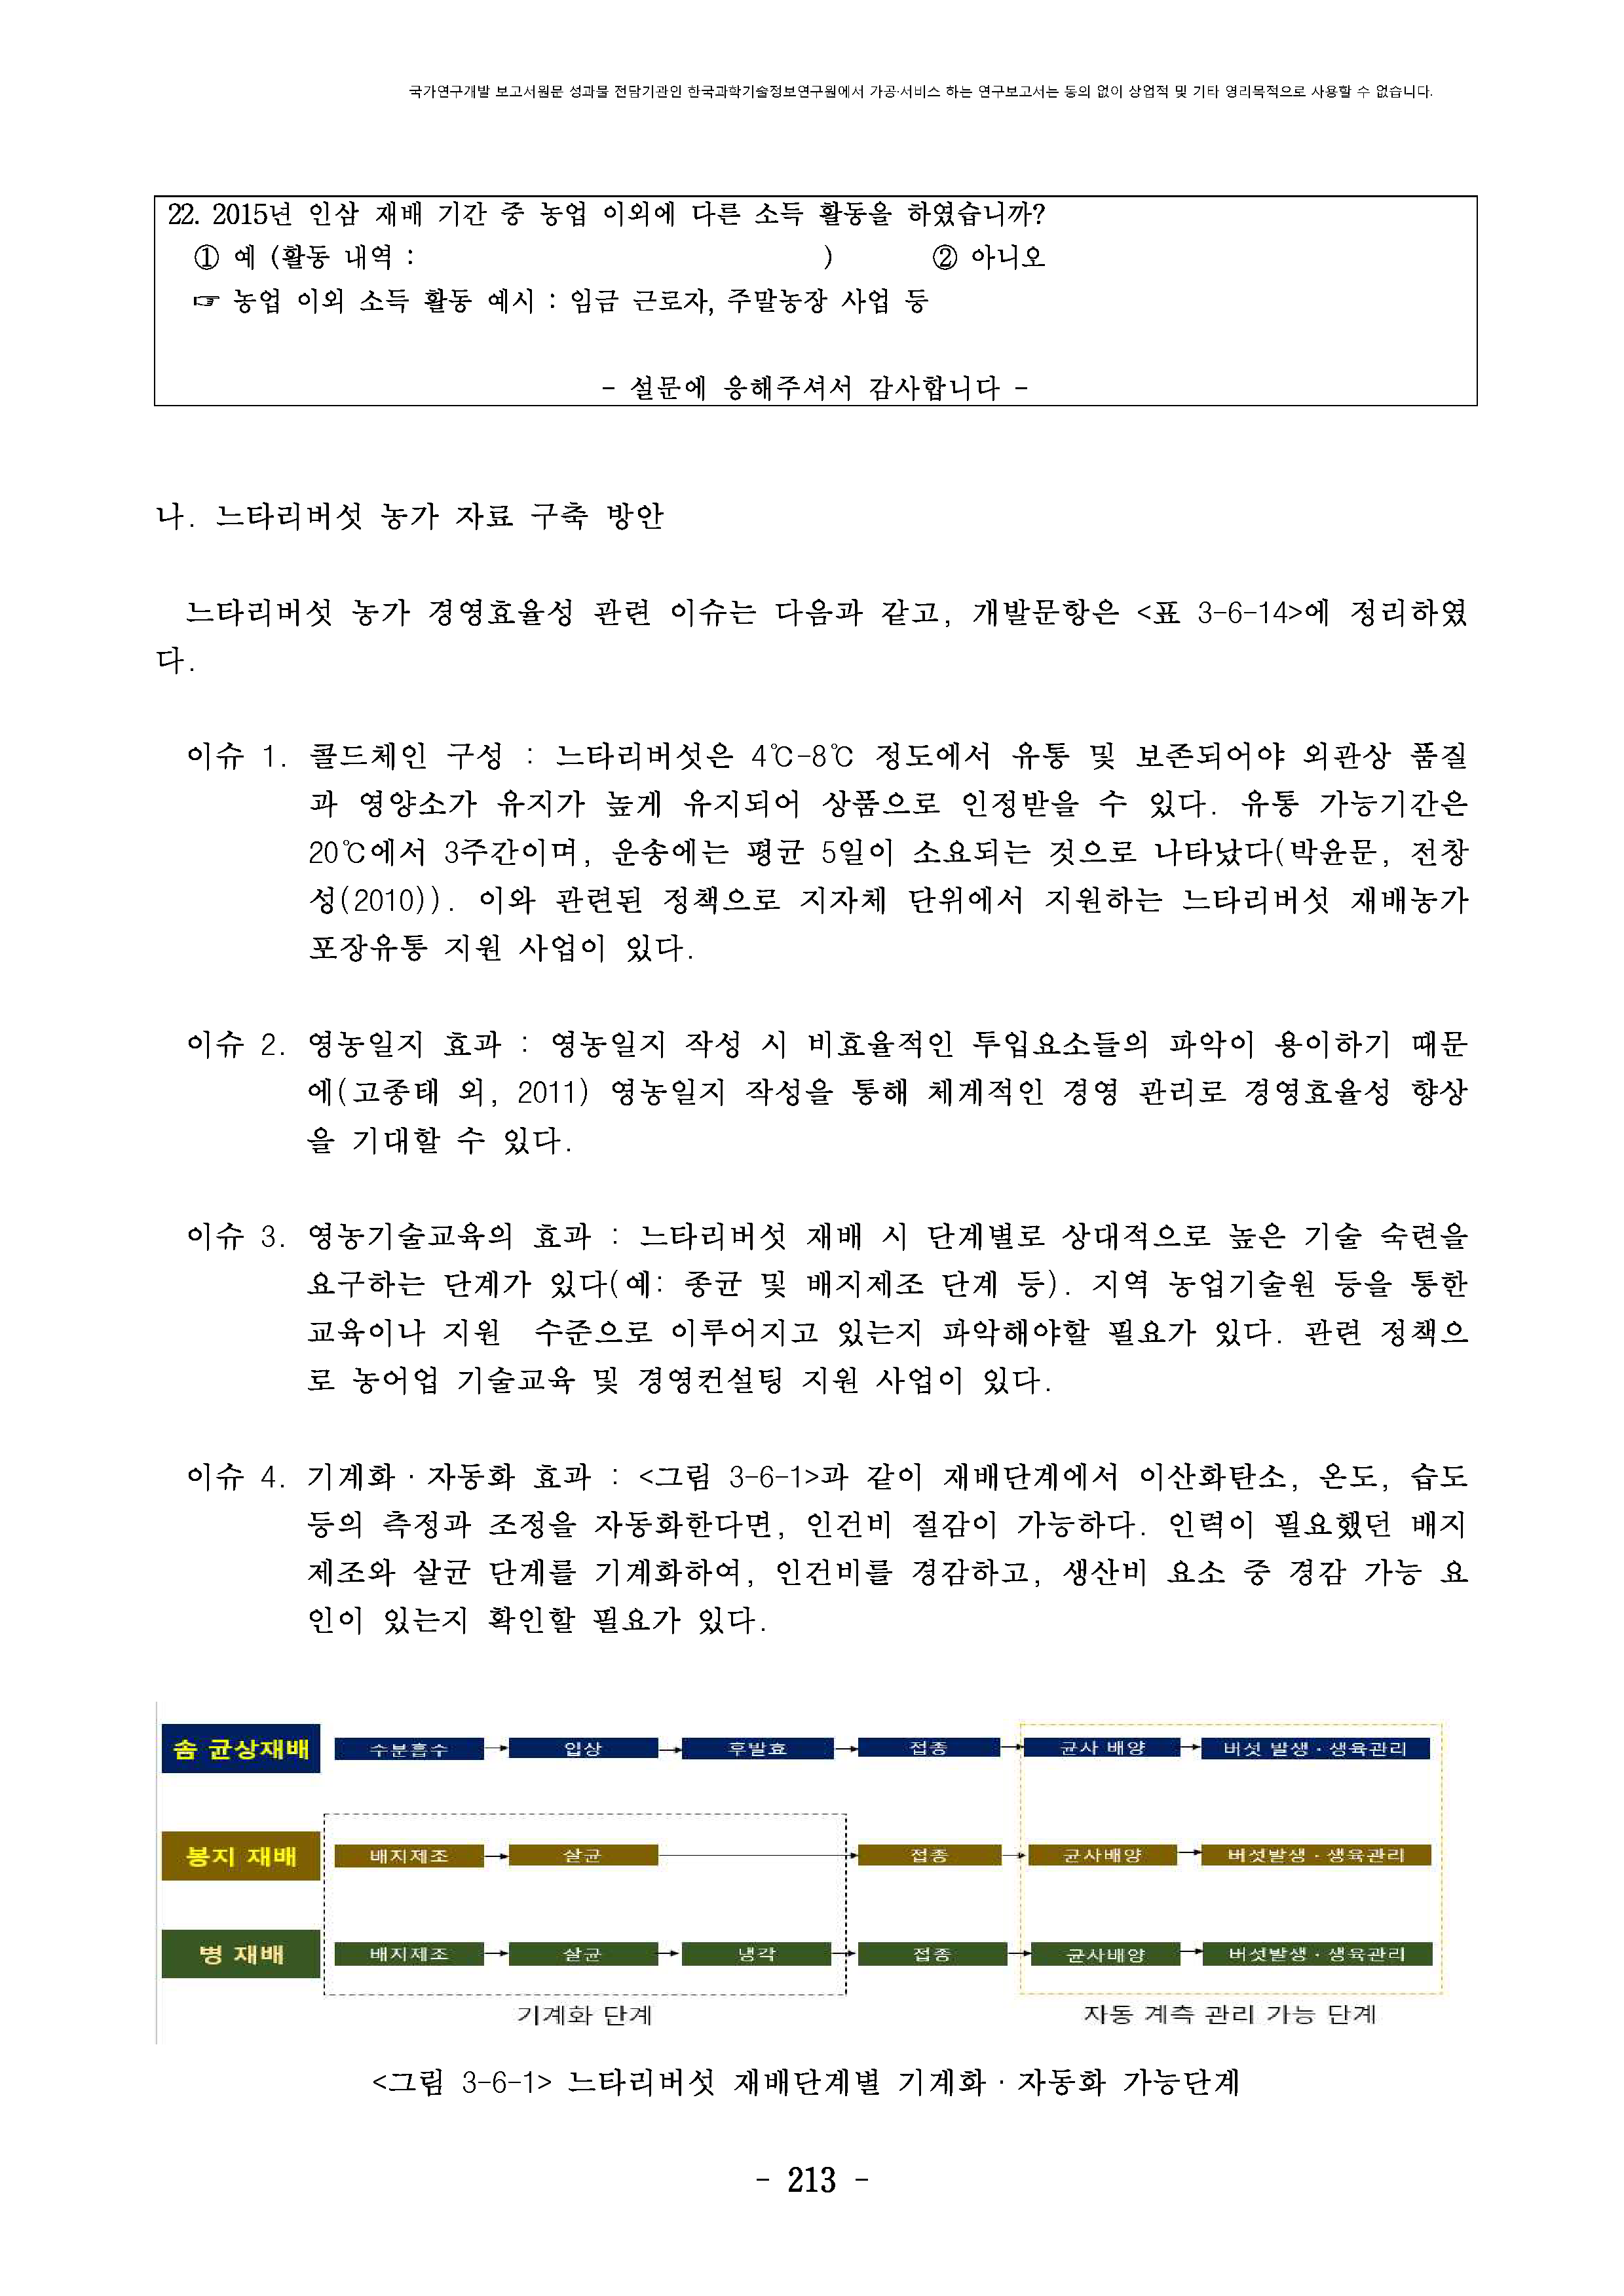 국가연구개발 보고서원문 성과물 전담기관인 한국과학기술정보연구원에서 가공·서비스 하는 연구보고서는 동의 없이 상업적 및 기타 영리목적으로 사용할 수 없습니다.
22. 2015년 인삼 재배 기간 중 농업 이외에 다른 소득 활동을 하였습니까?
① 예 (활동 내역 : ) ② 아니오
☞ 농업 이외 소득 활동 예시 : 임금 근로자, 주말농장 사업 등
- 설문에 응해주셔서 감사합니다 -
나. 느타리버섯 농가 자료 구축 방안
느타리버섯 농가 경영효율성 관련 이슈는 다음과 같고, 개발문항은 <표 3-6-14>에 정리하였
다.
이슈 1. 콜드체인 구성 : 느타리버섯은 4℃-8℃ 정도에서 유통 및 보존되어야 외관상 품질
과 영양소가 유지가 높게 유지되어 상품으로 인정받을 수 있다. 유통 가능기간은
20℃에서 3주간이며, 운송에는 평균 5일이 소요되는 것으로 나타났다(박윤문, 전창
성(2010)). 이와 관련된 정책으로 지자체 단위에서 지원하는 느타리버섯 재배농가
포장유통 지원 사업이 있다.
이슈 2. 영농일지 효과 : 영농일지 작성 시 비효율적인 투입요소들의 파악이 용이하기 때문
에(고종태 외, 2011) 영농일지 작성을 통해 체계적인 경영 관리로 경영효율성 향상
을 기대할 수 있다.
이슈 3. 영농기술교육의 효과 : 느타리버섯 재배 시 단계별로 상대적으로 높은 기술 숙련을
요구하는 단계가 있다(예: 종균 및 배지제조 단계 등). 지역 농업기술원 등을 통한
교육이나 지원 수준으로 이루어지고 있는지 파악해야할 필요가 있다. 관련 정책으
로 농어업 기술교육 및 경영컨설팅 지원 사업이 있다.
이슈 4. 기계화·자동화 효과 : <그림 3-6-1>과 같이 재배단계에서 이산화탄소, 온도, 습도
등의 측정과 조정을 자동화한다면, 인건비 절감이 가능하다. 인력이 필요했던 배지
제조와 살균 단계를 기계화하여, 인건비를 경감하고, 생산비 요소 중 경감 가능 요
인이 있는지 확인할 필요가 있다.
솜 균상재배 수분흡수 입상 후발효 접종 균사 배양 버섯 발생·생육관리
봉지 재배 배지제조 살균 접종 균사배양 버섯발생·생육관리
병 재배 배지제조 살균 냉각 접종 균사배양 버섯발생·생육관리
기계화 단계 자동 계측 관리 가능 단계
<그림 3-6-1> 느타리버섯 재배단계별 기계화·자동화 가능단계
- 213 -